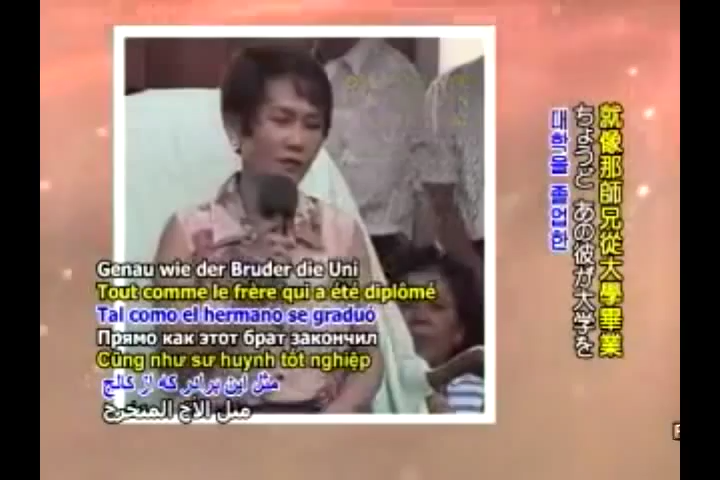 就像那師兄從大學畢業
ちょうど あの彼が大学を
대학을 졸업한
Genau wie der Bruder die Uni
Tout comme le frère qui a été diplômé
Tal como el hermano se graduó
Прямо как этот брат закончил
Cũng như sư huynh tốt nghiệp
مثل این برادر که از کالج
مثل الأخ المتخرج